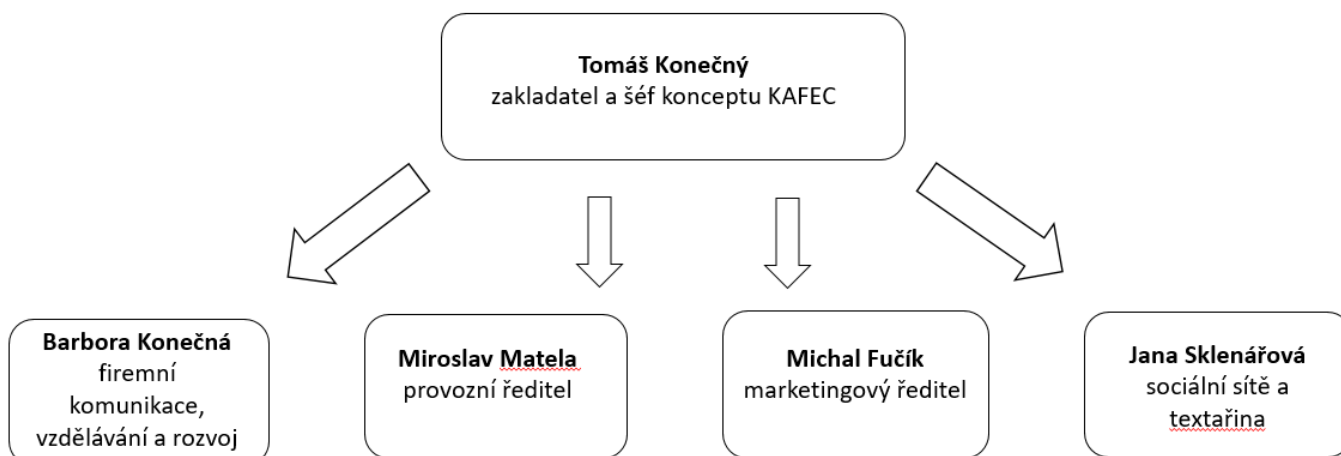 Tomáš Konečný
zakladatel a šéf konceptu KAFEC
Barbora Konečná
firemní
komunikace,
vzdělávání a rozvoj
Miroslav Matela
provozní ředitel
Michal Fučík
marketingový ředitel
Jana Sklenářová
sociální sítě a
textařina